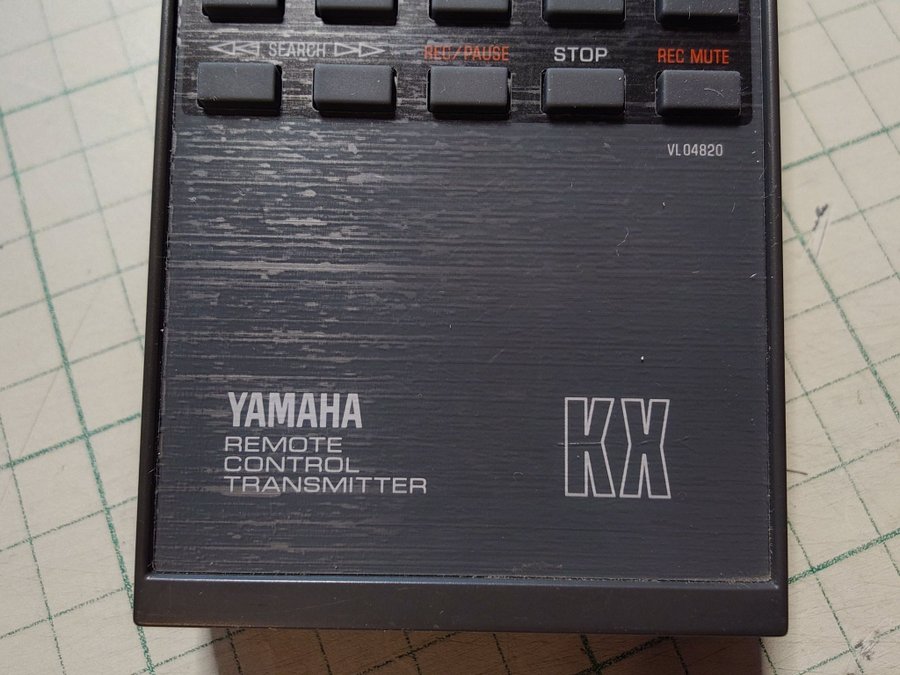 ◁◁ SEARCH ▷▷ REC/PAUSE STOP REC MUTE
VL04820
YAMAHA
REMOTE
CONTROL
TRANSMITTER
KX